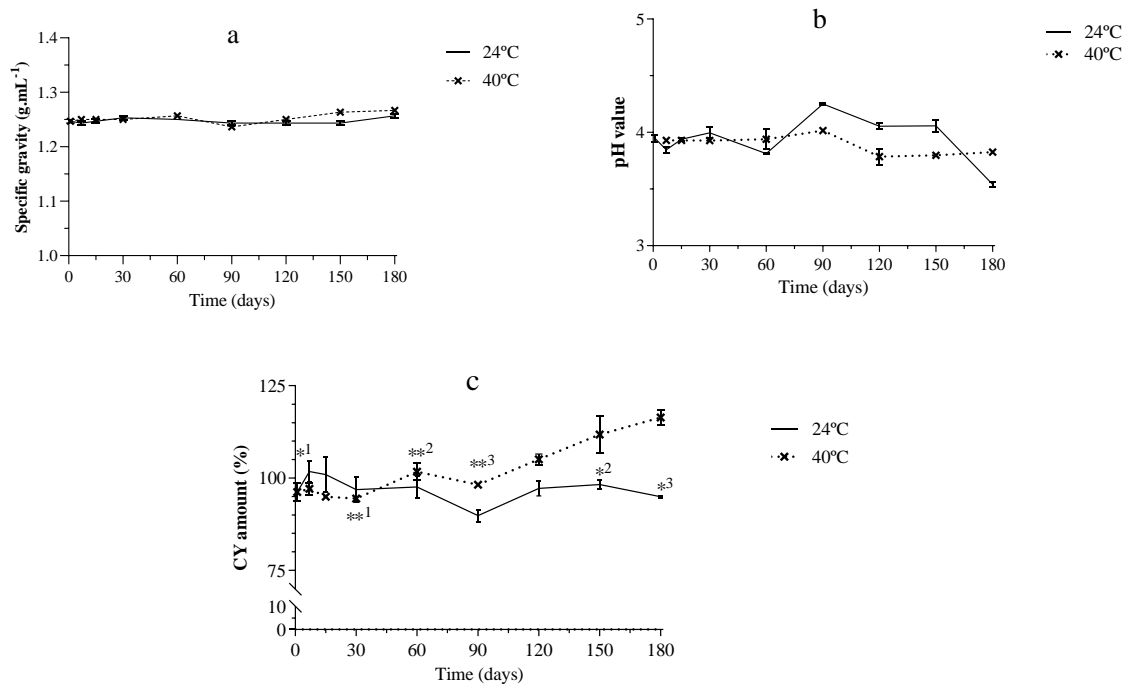 a
1.4
1.3
1.2
1.1
1.0
Specific gravity (g.mL⁻¹)
0 30 60 90 120 150 180
Time (days)
24ºC
40ºC
b
5
4
3
pH value
0 30 60 90 120 150 180
Time (days)
24ºC
40ºC
c
125
100
75
10
0
CY amount (%)
*1
**1
**2
**3
*2
*3
0 30 60 90 120 150 180
Time (days)
24ºC
40ºC